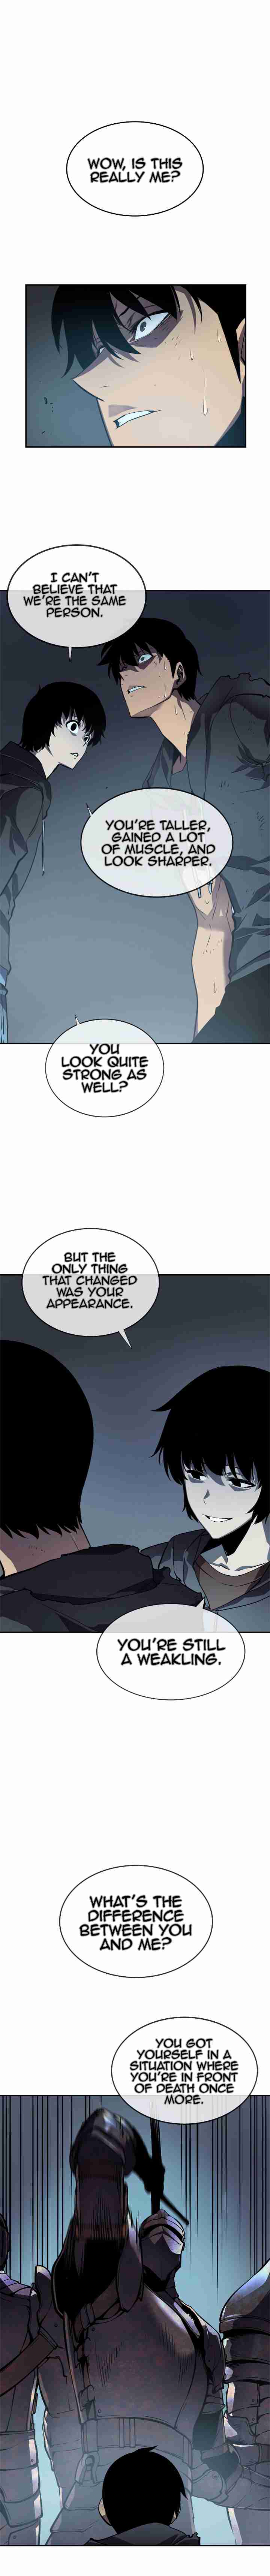 WOW, IS THIS
REALLY ME?
I CAN'T
BELIEVE THAT
WE'RE THE SAME
PERSON.
YOU'RE TALLER,
GAINED A LOT
OF MUSCLE, AND
LOOK SHARPER.
YOU
LOOK QUITE
STRONG AS
WELL?
BUT THE
ONLY THING
THAT CHANGED
WAS YOUR
APPEARANCE.
YOU'RE STILL
A WEAKLING.
WHAT'S THE
DIFFERENCE
BETWEEN YOU
AND ME?
YOU GOT
YOURSELF IN A
SITUATION WHERE
YOU'RE IN FRONT
OF DEATH ONCE
MORE.